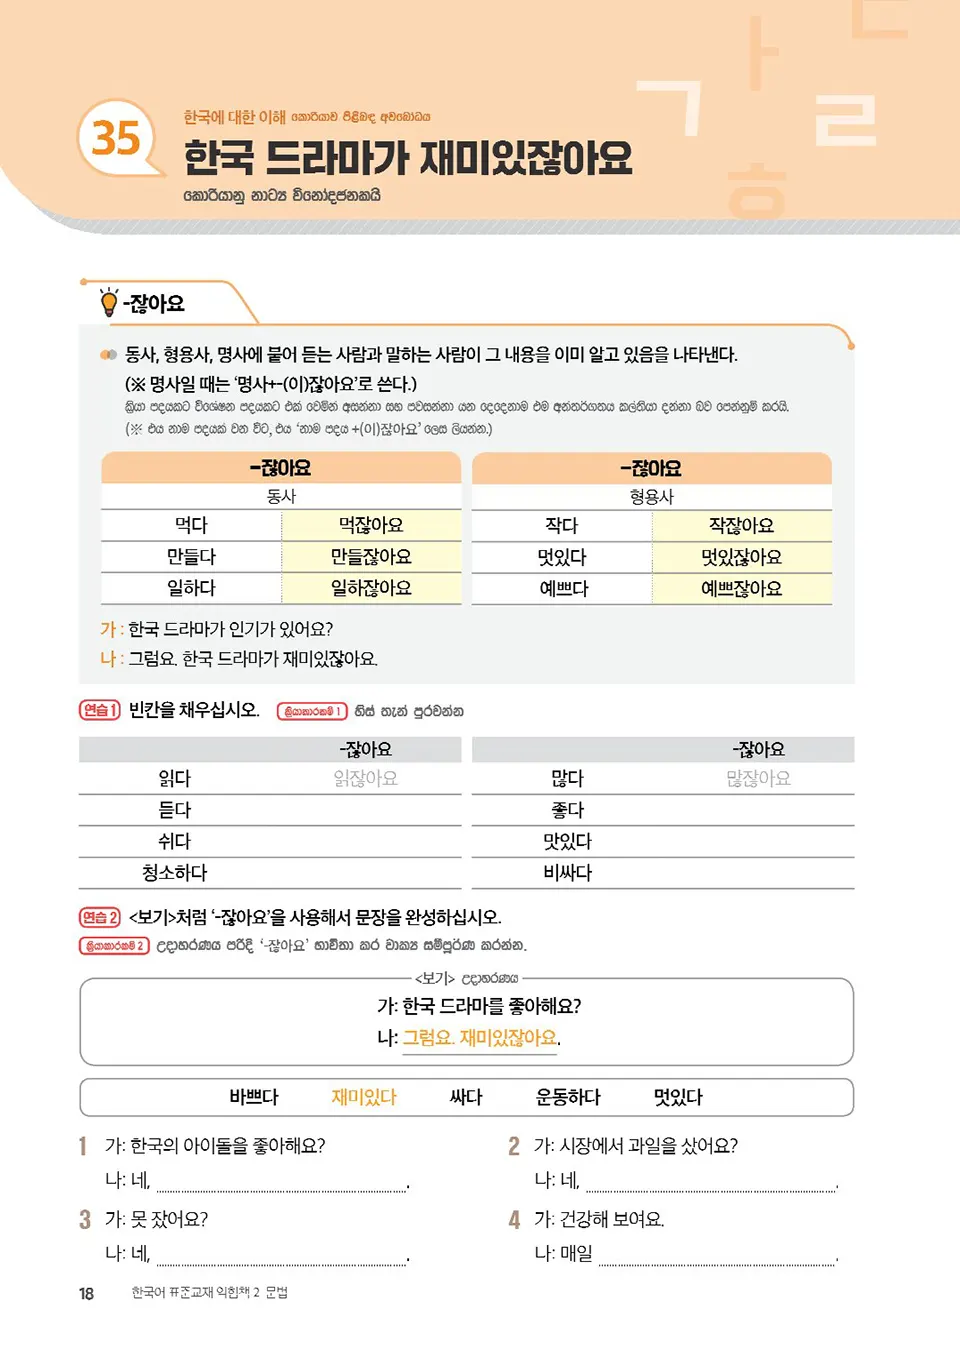 35
한국에 대한 이해 කොරියාව පිළිබඳ අවබෝධය
한국 드라마가 재미있잖아요
කොරියානු නාට්‍ය විනෝදජනකයි
-잖아요
동사, 형용사, 명사에 붙어 듣는 사람과 말하는 사람이 그 내용을 이미 알고 있음을 나타낸다.
(※ 명사일 때는 ‘명사+-(이)잖아요’로 쓴다.)
ක්‍රියා පදයකට විශේෂන පදයකට එක් වෙමින් අසන්නා සහ පවසන්නා යන දෙදෙනාම එම අන්තර්ගතය කලින්යා දන්නා බව පෙන්නුම් කරයි.
(※ එය නාම පදයක් වන විට, එය ‘නාම පදය +(이)잖아요’ ලෙස ලියන්න.)
-잖아요 -잖아요
동사 형용사
먹다 먹잖아요 작다 작잖아요
만들다 만들잖아요 멋있다 멋있잖아요
일하다 일하잖아요 예쁘다 예쁘잖아요
가 : 한국 드라마가 인기가 있어요?
나 : 그럼요. 한국 드라마가 재미있잖아요.
연습 1 빈칸을 채우십시오. ක්‍රියාකාරකම් 1 හිස් තැන් පුරවන්න
-잖아요 -잖아요
읽다 읽잖아요 많다 많잖아요
듣다 좋다
쉬다 맛있다
청소하다 비싸다
연습 2 <보기>처럼 ‘-잖아요’을 사용해서 문장을 완성하십시오.
ක්‍රියාකාරකම් 2 උදාහරණය පරිදි ‘-잖아요’ භාවිතා කර වාක්‍ය සම්පූර්ණ කරන්න.
<보기> උදාහරණය
가: 한국 드라마를 좋아해요?
나: 그럼요. 재미있잖아요.
바쁘다 재미있다 싸다 운동하다 멋있다
1 가: 한국의 아이돌을 좋아해요?
나: 네, .
2 가: 시장에서 과일을 샀어요?
나: 네, .
3 가: 못 잤어요?
나: 네, .
4 가: 건강해 보여요.
나: 매일 .
18 한국어 표준교재 익힘책 2 문법